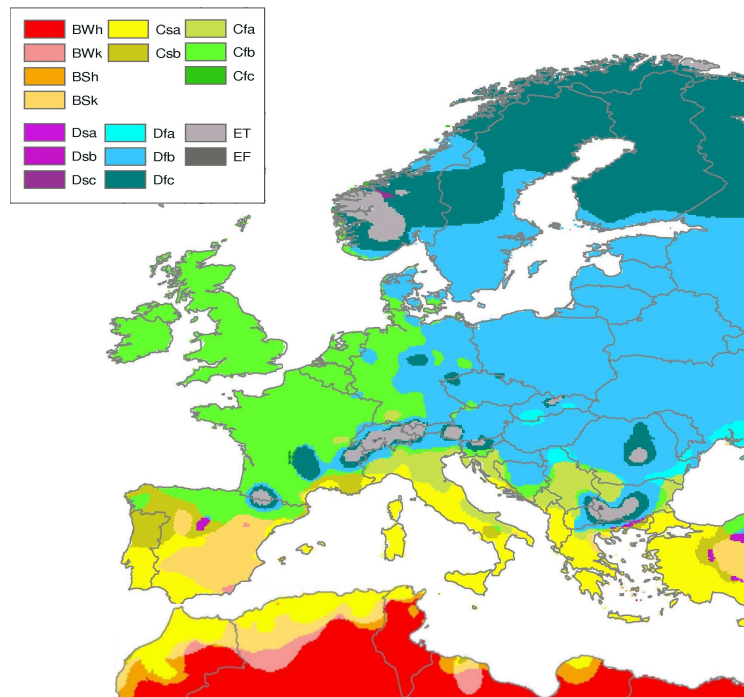 BWh Csa Cfa
BWk Csb Cfb
BSh Cfc
BSk
Dsa Dfa ET
Dsb Dfb EF
Dsc Dfc